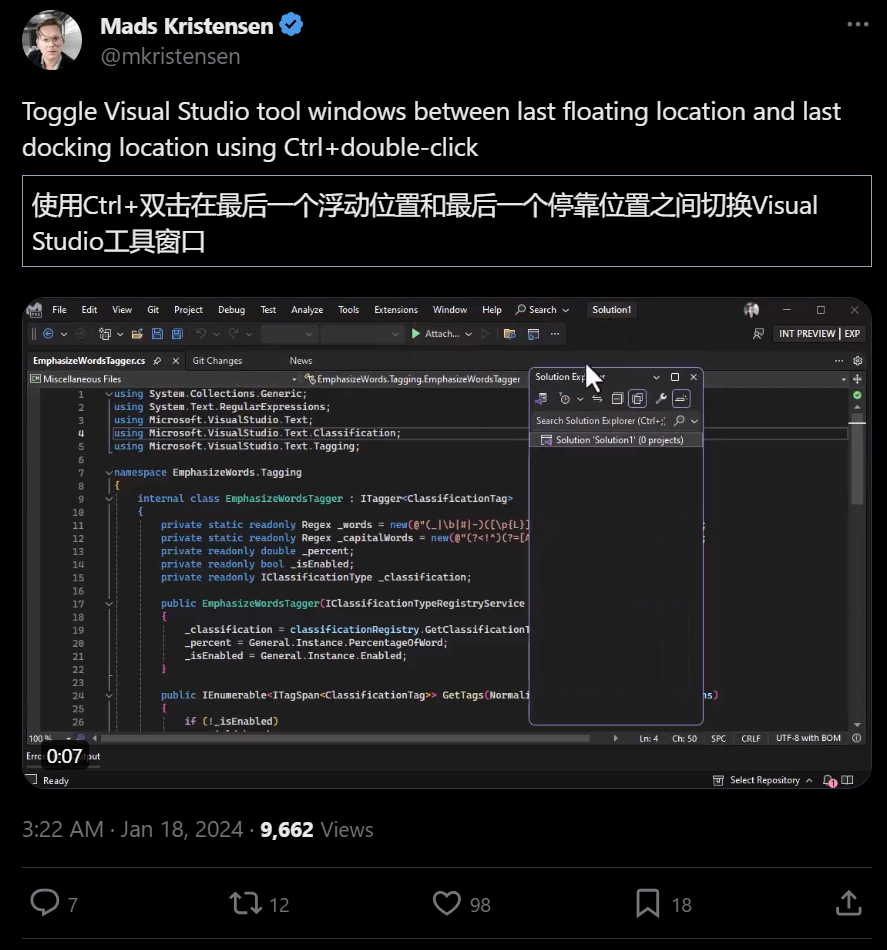 Mads Kristensen
@mkristensen
Toggle Visual Studio tool windows between last floating location and last
docking location using Ctrl+double-click
使用Ctrl+双击在最后一个浮动位置和最后一个停靠位置之间切换Visual
Studio工具窗口
File Edit View Git Project Debug Test Analyze Tools Extensions Window Help Search Solution1
Attach... INT PREVIEW EXP
EmphasizeWordsTagger.cs Git Changes News
Miscellaneous Files EmphasizeWords.Tagging.EmphasizeWordsTagger
Solution
Search Solution Explorer (Ctrl+;
Solution 'Solution1' (0 projects)
1 using System.Collections.Generic;
2 using System.Text.RegularExpressions;
3 using Microsoft.VisualStudio.Text;
4 using Microsoft.VisualStudio.Text.Classification;
5 using Microsoft.VisualStudio.Text.Tagging;
6
7 namespace EmphasizeWords.Tagging
8 {
9 internal class EmphasizeWordsTagger : ITagger<ClassificationTag>
10 {
11 private static readonly Regex _words = new(@"(_|\b|#|-)([\p{L}]
12 private static readonly Regex _capitalWords = new(@"(?<!^)(?=[A
13 private readonly double _percent;
14 private readonly bool _isEnabled;
15 private readonly IClassificationType _classification;
16
17 public EmphasizeWordsTagger(IClassificationTypeRegistryService
18 {
19 _classification = classificationRegistry.GetClassificationT
20 _percent = General.Instance.PercentageOfWord;
21 _isEnabled = General.Instance.Enabled;
22 }
23
24 public IEnumerable<ITagSpan<ClassificationTag>> GetTags(Normali ns)
25 {
26 if (!_isEnabled)
100 % Ln: 4 Ch: 50 SPC CRLF UTF-8 with BOM
0:07
Ready Select Repository 1
3:22 AM · Jan 18, 2024 · 9,662 Views
7 12 98 18